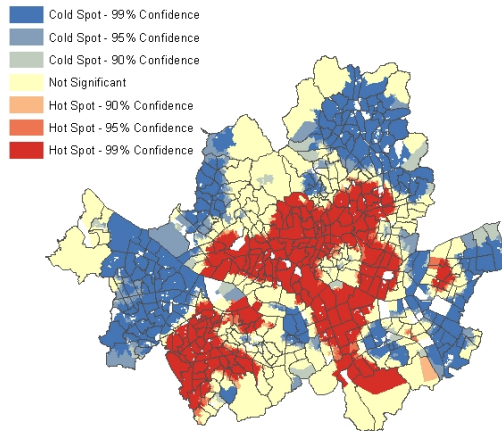 Cold Spot - 99% Confidence
Cold Spot - 95% Confidence
Cold Spot - 90% Confidence
Not Significant
Hot Spot - 90% Confidence
Hot Spot - 95% Confidence
Hot Spot - 99% Confidence